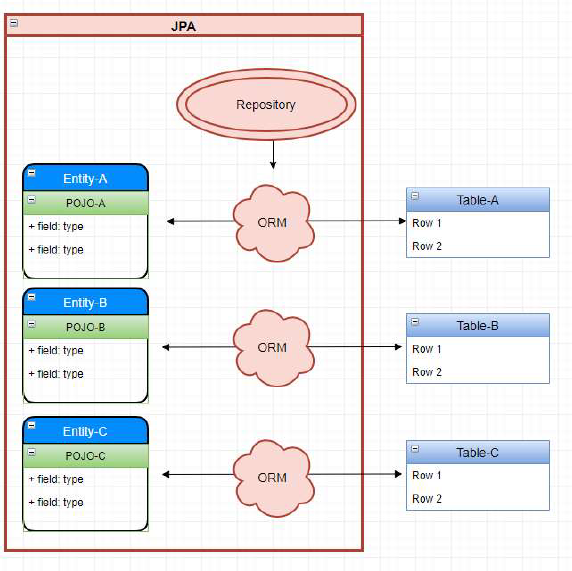 JPA
Repository
Entity-A
POJO-A
+ field: type
+ field: type
ORM
Table-A
Row 1
Row 2
Entity-B
POJO-B
+ field: type
+ field: type
ORM
Table-B
Row 1
Row 2
Entity-C
POJO-C
+ field: type
+ field: type
ORM
Table-C
Row 1
Row 2